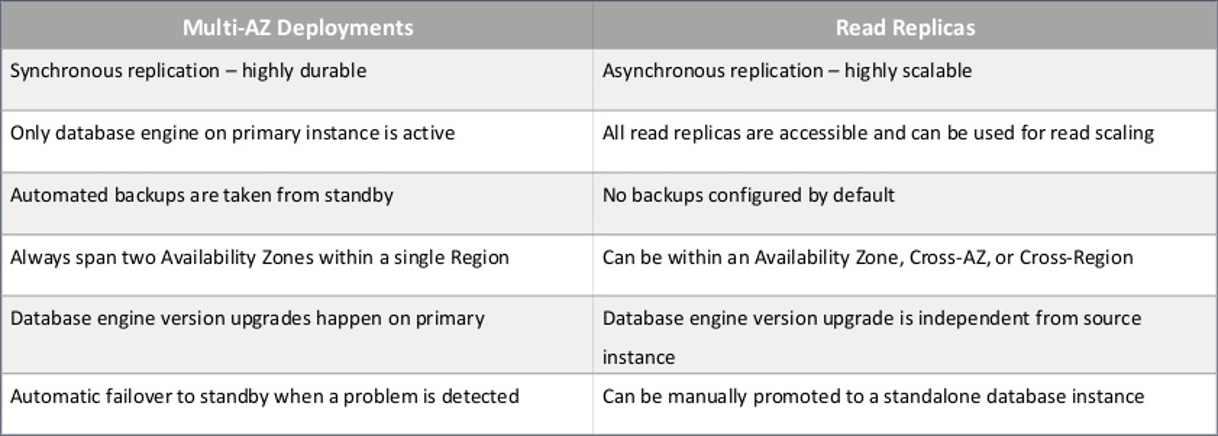 Multi-AZ Deployments
Read Replicas
Synchronous replication – highly durable
Asynchronous replication – highly scalable
Only database engine on primary instance is active
All read replicas are accessible and can be used for read scaling
Automated backups are taken from standby
No backups configured by default
Always span two Availability Zones within a single Region
Can be within an Availability Zone, Cross-AZ, or Cross-Region
Database engine version upgrades happen on primary
Database engine version upgrade is independent from source
instance
Automatic failover to standby when a problem is detected
Can be manually promoted to a standalone database instance